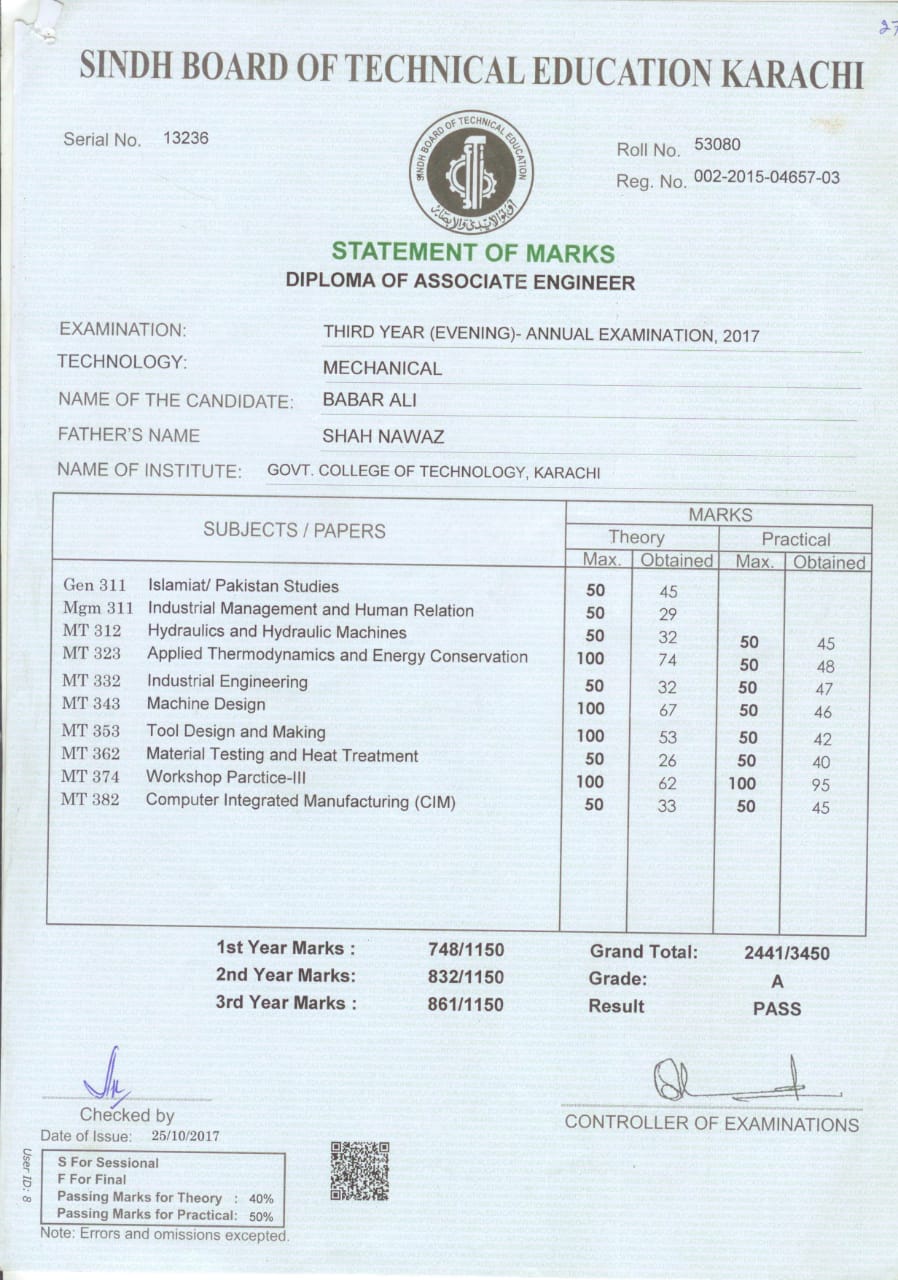 27
SINDH BOARD OF TECHNICAL EDUCATION KARACHI
Serial No. 13236
Roll No. 53080
Reg. No. 002-2015-04657-03
SINDH BOARD OF TECHNICAL EDUCATION
STATEMENT OF MARKS
DIPLOMA OF ASSOCIATE ENGINEER
EXAMINATION: THIRD YEAR (EVENING)- ANNUAL EXAMINATION, 2017
TECHNOLOGY: MECHANICAL
NAME OF THE CANDIDATE: BABAR ALI
FATHER'S NAME SHAH NAWAZ
NAME OF INSTITUTE: GOVT. COLLEGE OF TECHNOLOGY, KARACHI
SUBJECTS / PAPERS MARKS
Theory Practical
Max. Obtained Max. Obtained
Gen 311 Islamiat/ Pakistan Studies 50 45
Mgm 311 Industrial Management and Human Relation 50 29
MT 312 Hydraulics and Hydraulic Machines 50 32 50 45
MT 323 Applied Thermodynamics and Energy Conservation 100 74 50 48
MT 332 Industrial Engineering 50 32 50 47
MT 343 Machine Design 100 67 50 46
MT 353 Tool Design and Making 100 53 50 42
MT 362 Material Testing and Heat Treatment 50 26 50 40
MT 374 Workshop Parctice-III 100 62 100 95
MT 382 Computer Integrated Manufacturing (CIM) 50 33 50 45
1st Year Marks : 748/1150 Grand Total: 2441/3450
2nd Year Marks: 832/1150 Grade: A
3rd Year Marks : 861/1150 Result PASS
Checked by
CONTROLLER OF EXAMINATIONS
Date of Issue: 25/10/2017
User ID: 8
S For Sessional
F For Final
Passing Marks for Theory : 40%
Passing Marks for Practical: 50%
Note: Errors and omissions excepted.